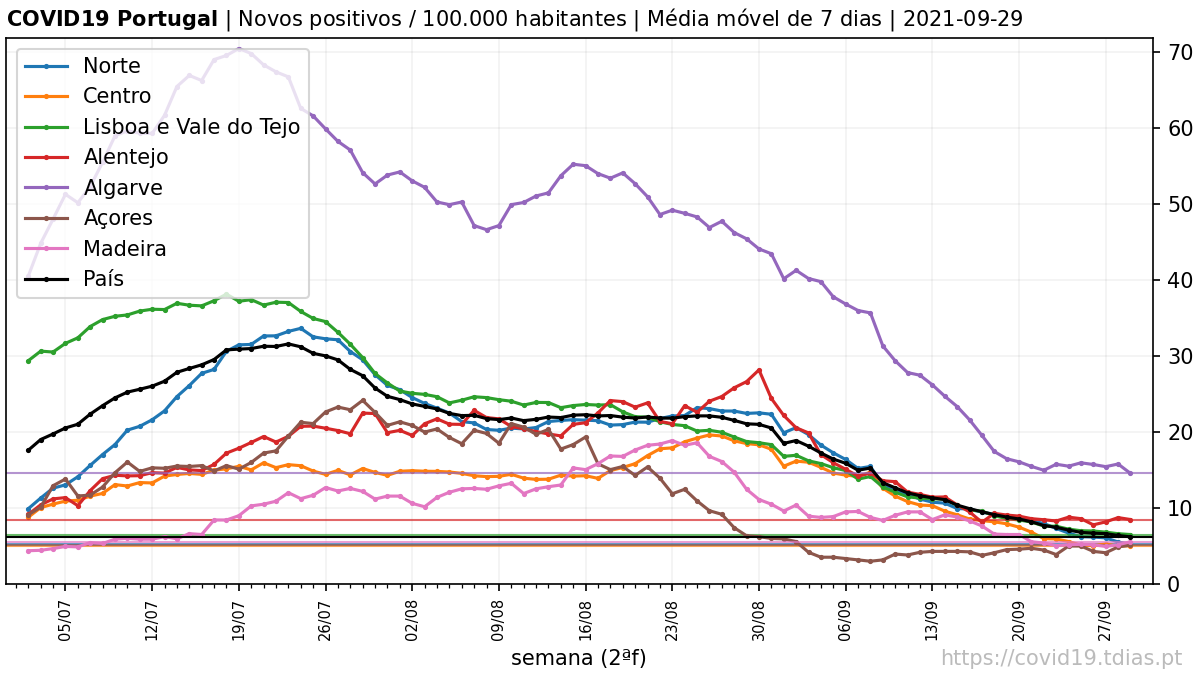 COVID19 Portugal | Novos positivos / 100.000 habitantes | Média móvel de 7 dias | 2021-09-29
Norte
Centro
Lisboa e Vale do Tejo
Alentejo
Algarve
Açores
Madeira
País
70
60
50
40
30
20
10
0
05/07
12/07
19/07
26/07
02/08
09/08
16/08
23/08
30/08
06/09
13/09
20/09
27/09
semana (2ªf)
https://covid19.tdias.pt